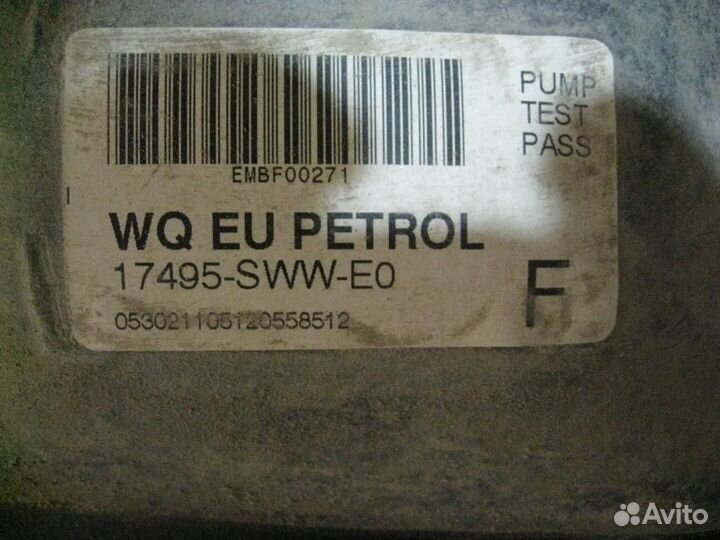 PUMP
TEST
PASS
EMBF00271
WQ EU PETROL
17495-SWW-E0
F
053021105120558512
Avito